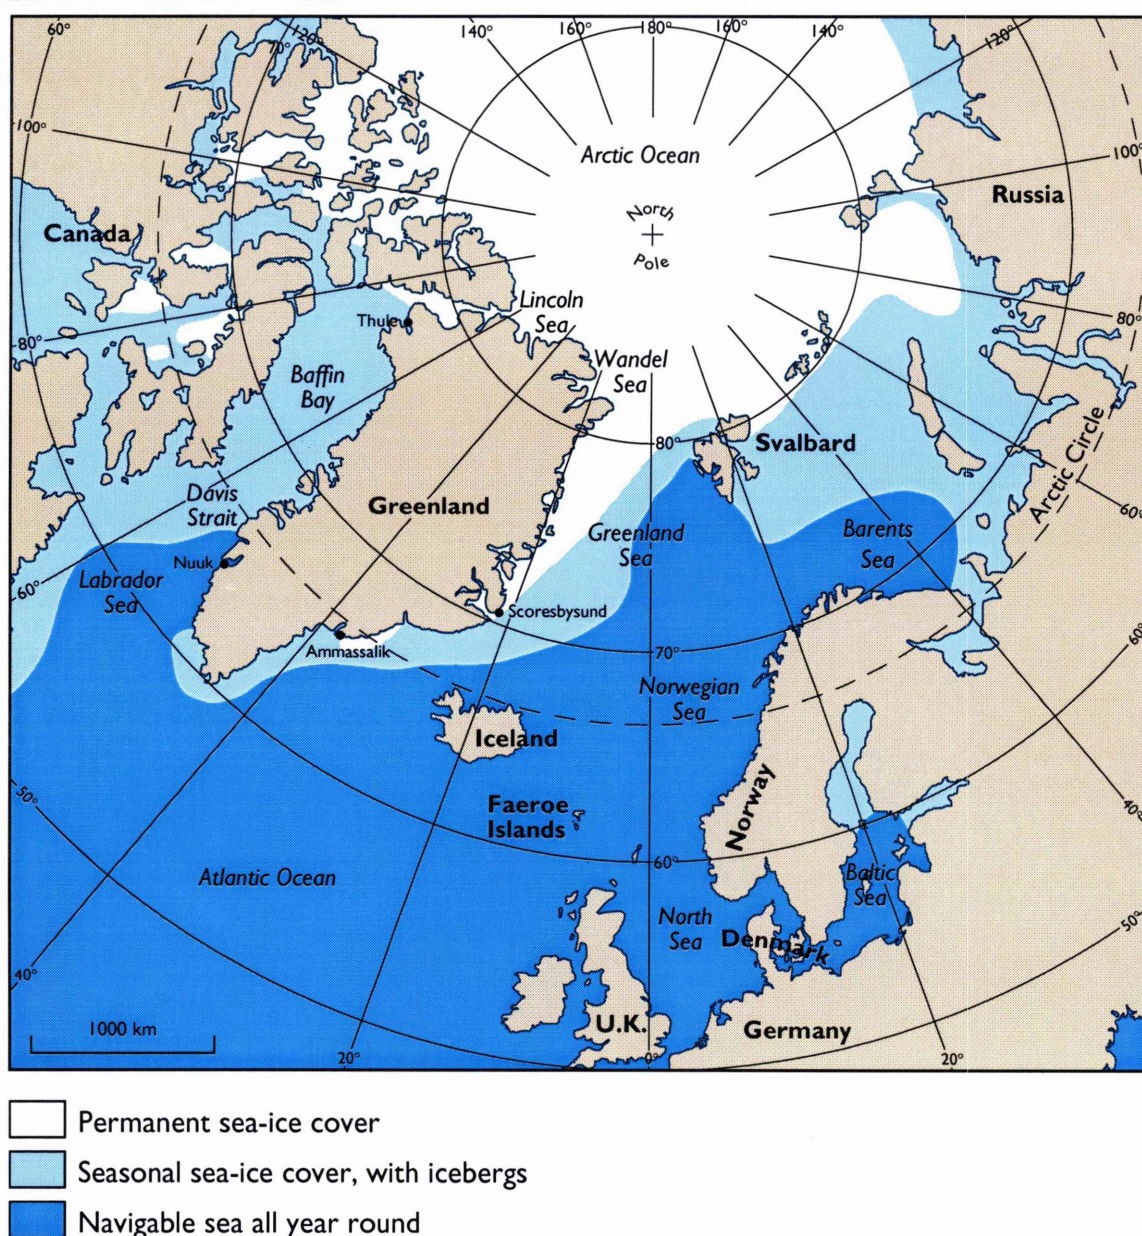 60°
120°
140°
160°
180°
160°
140°
120°
70°
100°
100°
Arctic Ocean
North
Pole
Russia
Canada
Lincoln
Sea
Thule
80°
80°
Wandel
Sea
Baffin
Bay
80°
Svalbard
Arctic Circle
Davis
Strait
Greenland
Greenland
Sea
Barents
Sea
60°
Nuuk
Labrador
Sea
60°
Scoresbysund
Ammassalik
70°
60°
Norwegian
Sea
Iceland
50°
Faeroe
Islands
Norway
40°
60°
Atlantic Ocean
Baltic
Sea
North
Sea
Denmark
50°
40°
1000 km
U.K.
Germany
20°
0°
20°
Permanent sea-ice cover
Seasonal sea-ice cover, with icebergs
Navigable sea all year round